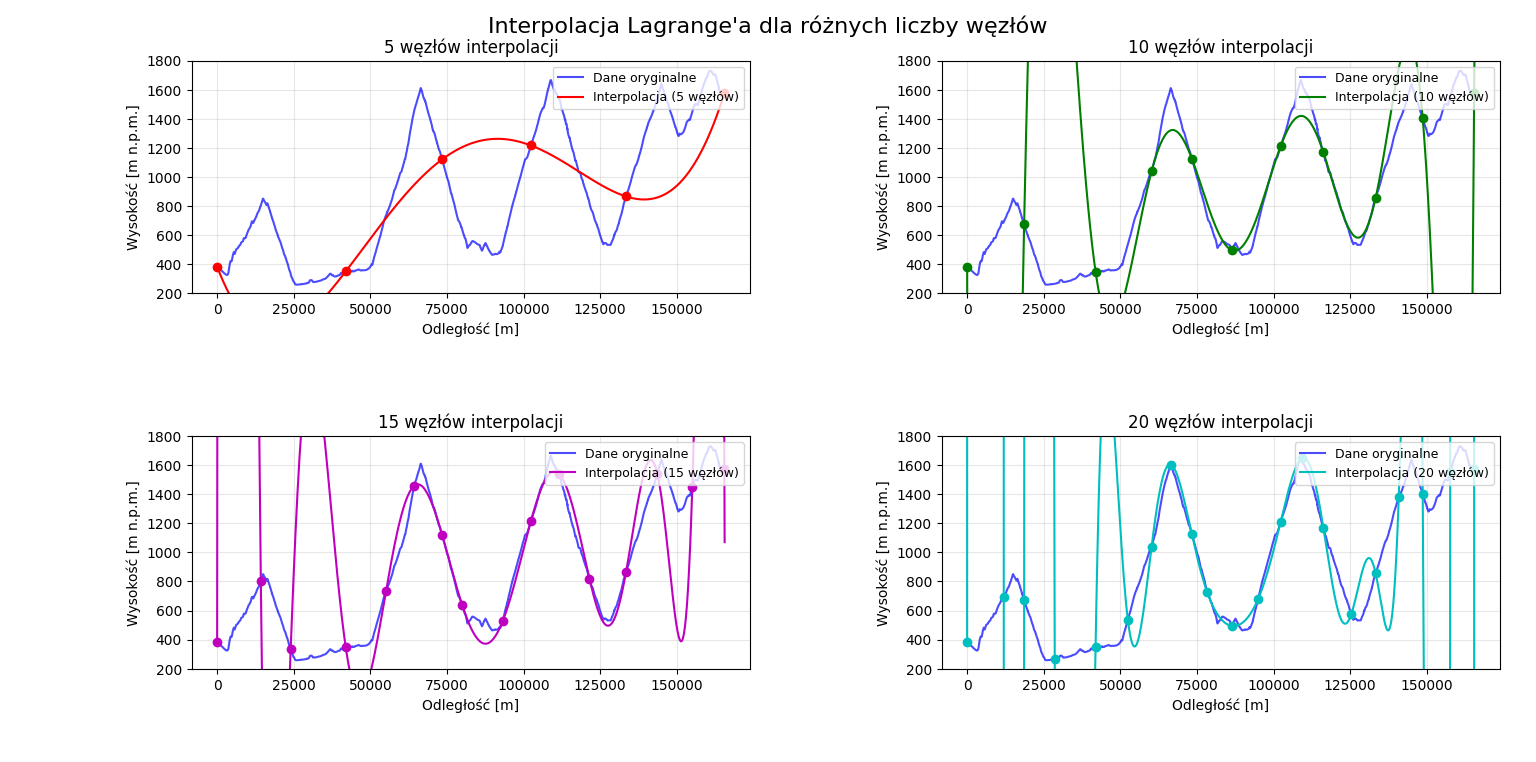 Interpolacja Lagrange'a dla różnych liczby węzłów
5 węzłów interpolacji
Wysokość [m n.p.m.]
1800
1600
1400
1200
1000
800
600
400
200
Dane oryginalne
Interpolacja (5 węzłów)
0 25000 50000 75000 100000 125000 150000
Odległość [m]
10 węzłów interpolacji
Wysokość [m n.p.m.]
1800
1600
1400
1200
1000
800
600
400
200
Dane oryginalne
Interpolacja (10 węzłów)
0 25000 50000 75000 100000 125000 150000
Odległość [m]
15 węzłów interpolacji
Wysokość [m n.p.m.]
1800
1600
1400
1200
1000
800
600
400
200
Dane oryginalne
Interpolacja (15 węzłów)
0 25000 50000 75000 100000 125000 150000
Odległość [m]
20 węzłów interpolacji
Wysokość [m n.p.m.]
1800
1600
1400
1200
1000
800
600
400
200
Dane oryginalne
Interpolacja (20 węzłów)
0 25000 50000 75000 100000 125000 150000
Odległość [m]